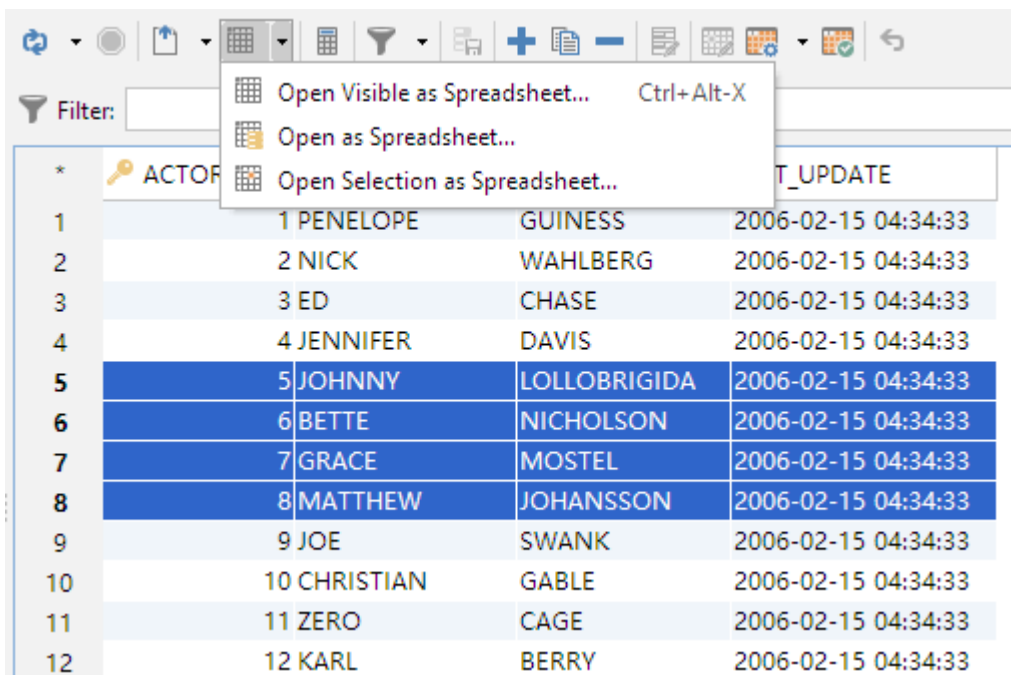 Open Visible as Spreadsheet... Ctrl+Alt-X
Filter:
Open as Spreadsheet...
Open Selection as Spreadsheet...
* ACTOR T_UPDATE
1 1 PENELOPE GUINESS 2006-02-15 04:34:33
2 2 NICK WAHLBERG 2006-02-15 04:34:33
3 3 ED CHASE 2006-02-15 04:34:33
4 4 JENNIFER DAVIS 2006-02-15 04:34:33
5 5 JOHNNY LOLLOBRIGIDA 2006-02-15 04:34:33
6 6 BETTE NICHOLSON 2006-02-15 04:34:33
7 7 GRACE MOSTEL 2006-02-15 04:34:33
8 8 MATTHEW JOHANSSON 2006-02-15 04:34:33
9 9 JOE SWANK 2006-02-15 04:34:33
10 10 CHRISTIAN GABLE 2006-02-15 04:34:33
11 11 ZERO CAGE 2006-02-15 04:34:33
12 12 KARL BERRY 2006-02-15 04:34:33